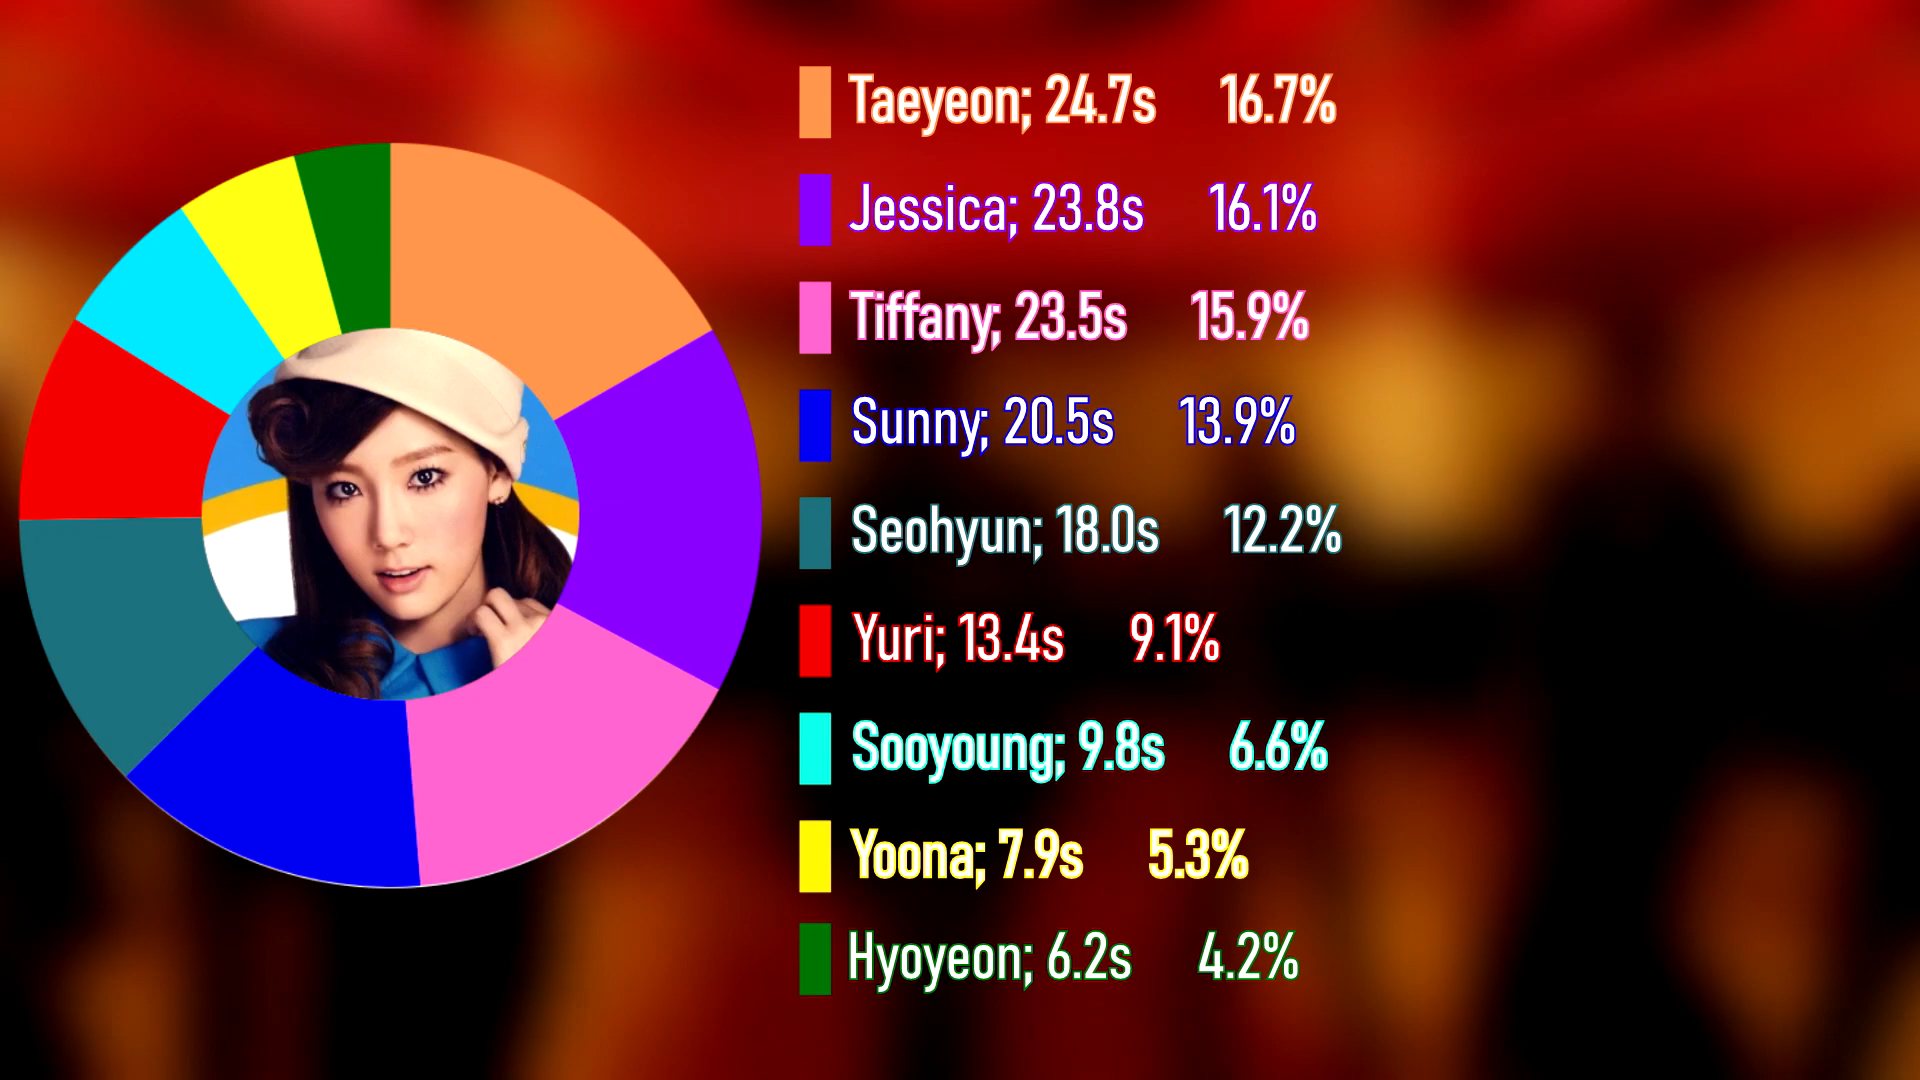 Taeyeon; 24.7s 16.7%
Jessica; 23.8s 16.1%
Tiffany; 23.5s 15.9%
Sunny; 20.5s 13.9%
Seohyun; 18.0s 12.2%
Yuri; 13.4s 9.1%
Sooyoung; 9.8s 6.6%
Yoona; 7.9s 5.3%
Hyoyeon; 6.2s 4.2%